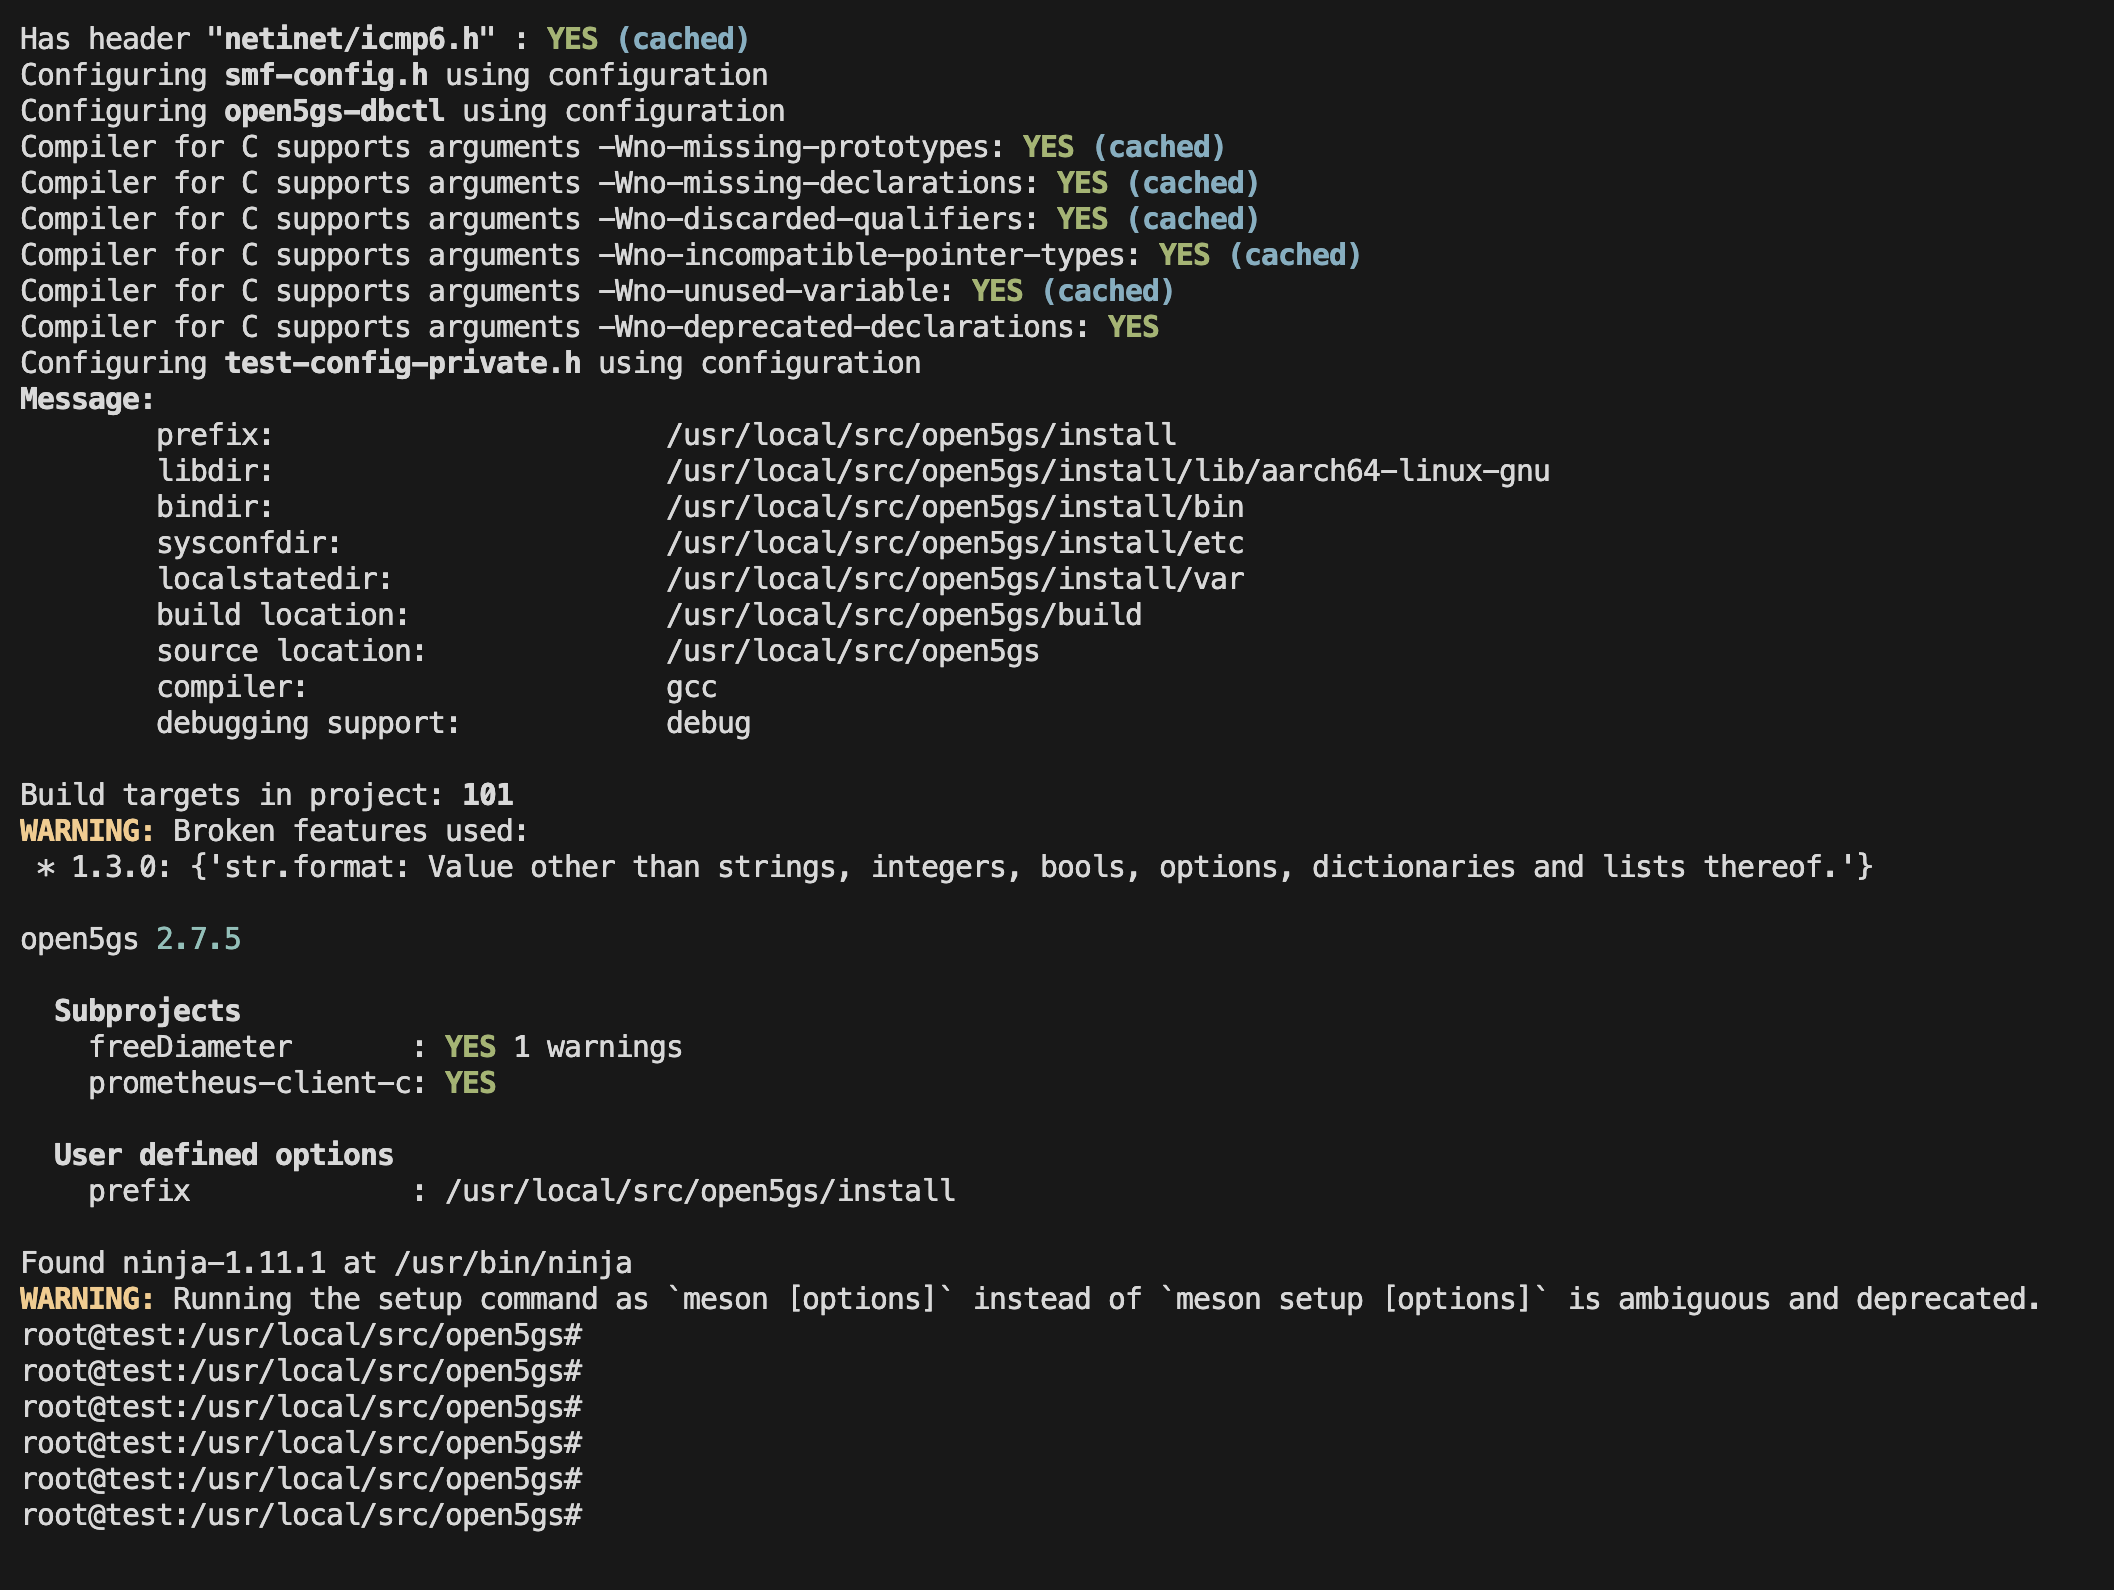 Has header "netinet/icmp6.h" : YES (cached)
Configuring smf-config.h using configuration
Configuring open5gs-dbctl using configuration
Compiler for C supports arguments -Wno-missing-prototypes: YES (cached)
Compiler for C supports arguments -Wno-missing-declarations: YES (cached)
Compiler for C supports arguments -Wno-discarded-qualifiers: YES (cached)
Compiler for C supports arguments -Wno-incompatible-pointer-types: YES (cached)
Compiler for C supports arguments -Wno-unused-variable: YES (cached)
Compiler for C supports arguments -Wno-deprecated-declarations: YES
Configuring test-config-private.h using configuration
Message:
prefix: /usr/local/src/open5gs/install
libdir: /usr/local/src/open5gs/install/lib/aarch64-linux-gnu
bindir: /usr/local/src/open5gs/install/bin
sysconfdir: /usr/local/src/open5gs/install/etc
localstatedir: /usr/local/src/open5gs/install/var
build location: /usr/local/src/open5gs/build
source location: /usr/local/src/open5gs
compiler: gcc
debugging support: debug
Build targets in project: 101
WARNING: Broken features used:
* 1.3.0: {'str.format: Value other than strings, integers, bools, options, dictionaries and lists thereof.'}
open5gs 2.7.5
Subprojects
freeDiameter : YES 1 warnings
prometheus-client-c: YES
User defined options
prefix : /usr/local/src/open5gs/install
Found ninja-1.11.1 at /usr/bin/ninja
WARNING: Running the setup command as `meson [options]` instead of `meson setup [options]` is ambiguous and deprecated.
root@test:/usr/local/src/open5gs#
root@test:/usr/local/src/open5gs#
root@test:/usr/local/src/open5gs#
root@test:/usr/local/src/open5gs#
root@test:/usr/local/src/open5gs#
root@test:/usr/local/src/open5gs#